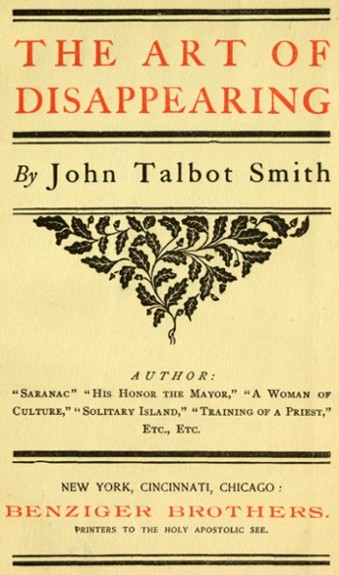 THE ART OF
DISAPPEARING
By John Talbot Smith
AUTHOR:
"SARANAC" "HIS HONOR THE MAYOR," "A WOMAN OF
CULTURE," "SOLITARY ISLAND," "TRAINING OF A PRIEST,"
ETC., ETC.
NEW YORK, CINCINNATI, CHICAGO:
BENZIGER BROTHERS.
PRINTERS TO THE HOLY APOSTOLIC SEE.